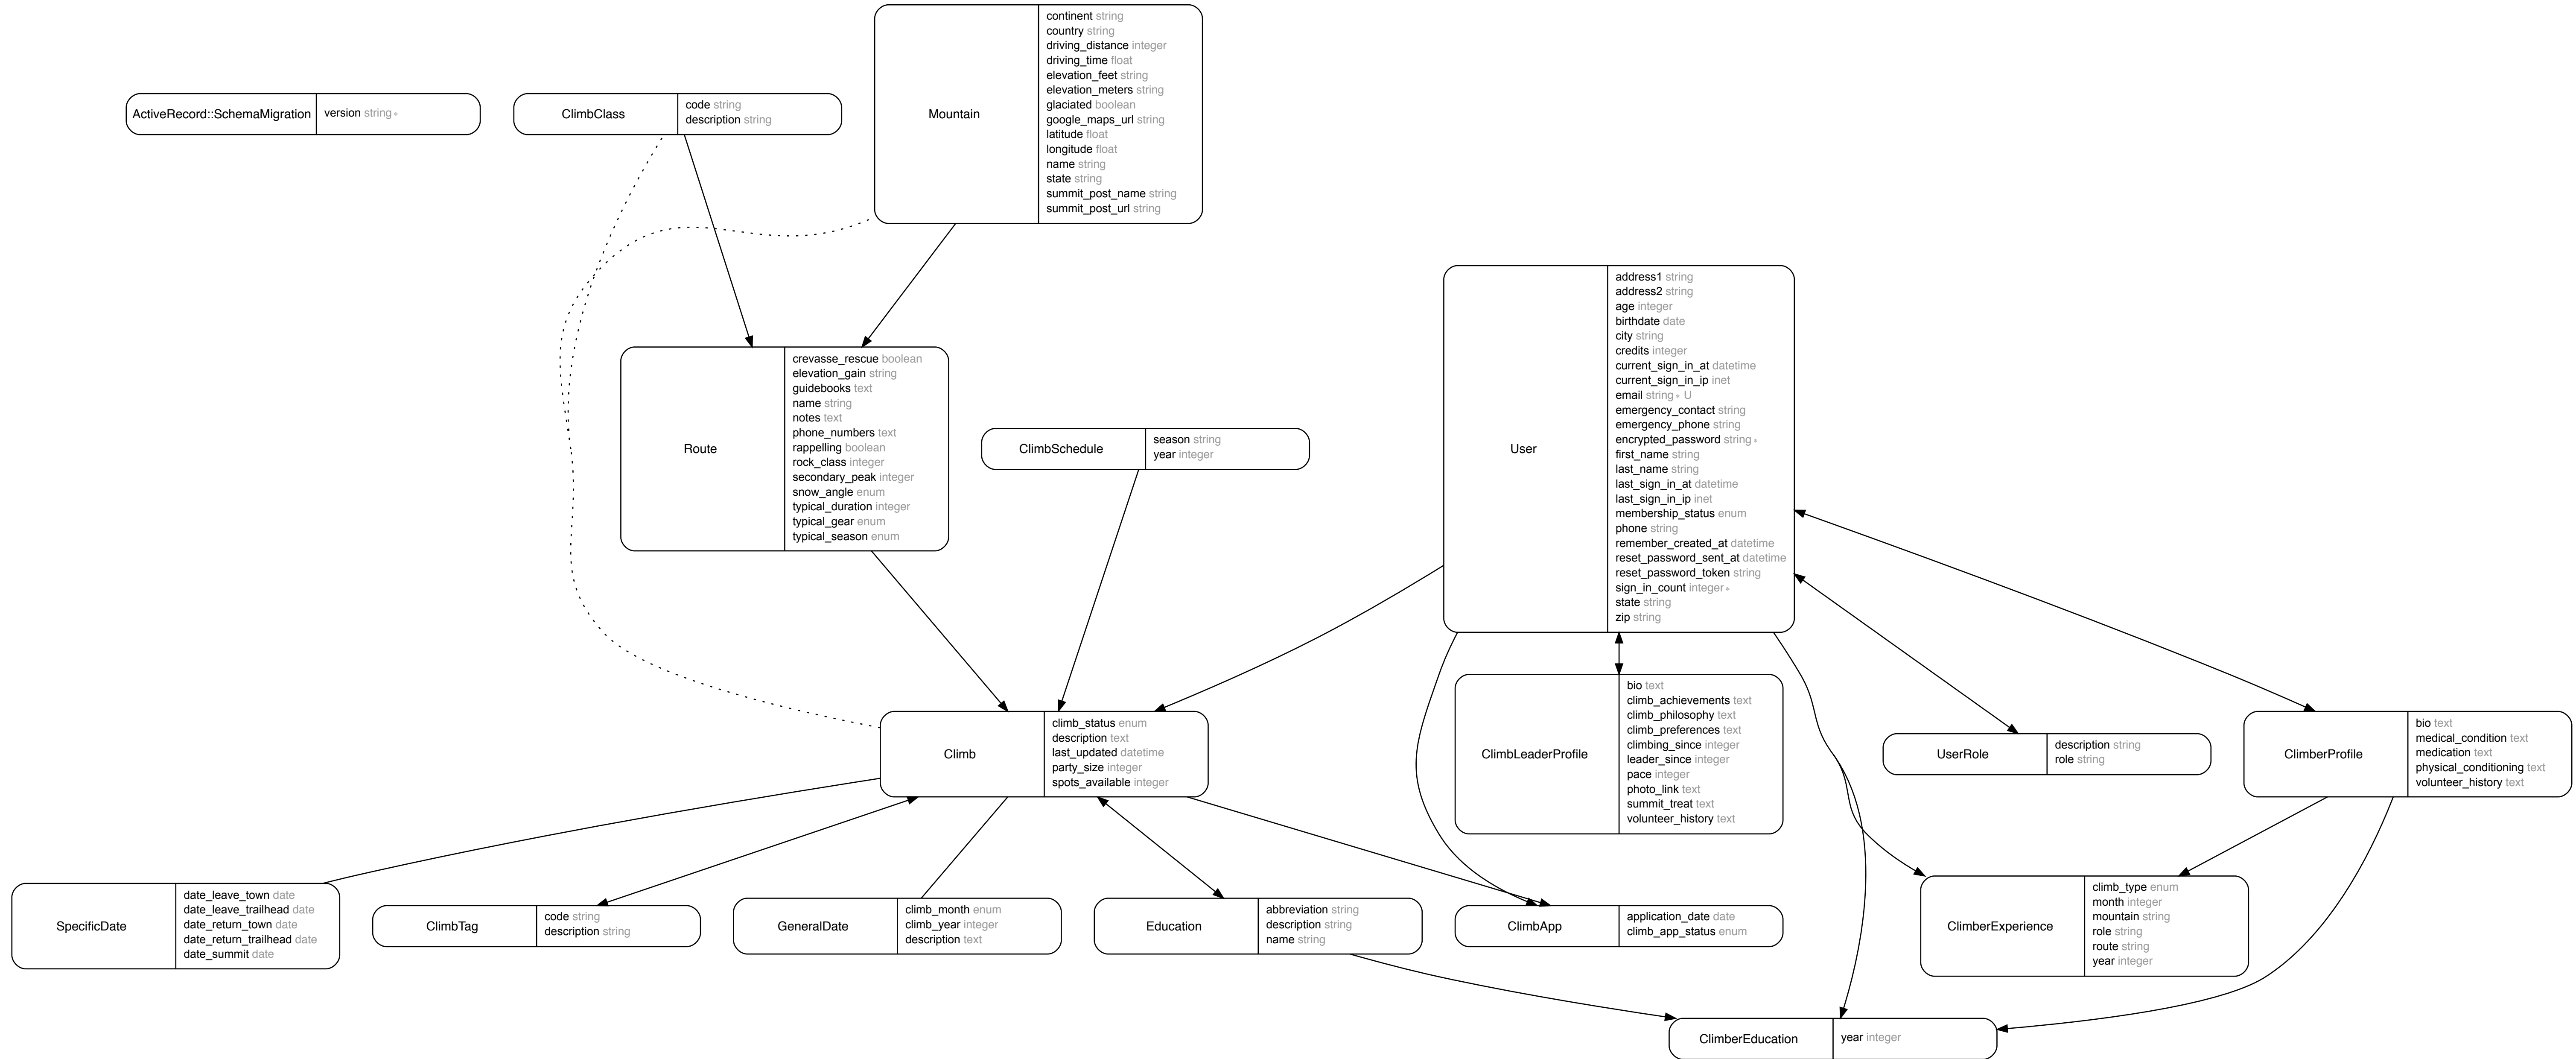 ActiveRecord::SchemaMigration
version string *
ClimbClass
code string
description string
Mountain
continent string
country string
driving_distance integer
driving_time float
elevation_feet string
elevation_meters string
glaciated boolean
google_maps_url string
latitude float
longitude float
name string
state string
summit_post_name string
summit_post_url string
Route
crevasse_rescue boolean
elevation_gain string
guidebooks text
name string
notes text
phone_numbers text
rappelling boolean
rock_class integer
secondary_peak integer
snow_angle enum
typical_duration integer
typical_gear enum
typical_season enum
ClimbSchedule
season string
year integer
User
address1 string
address2 string
age integer
birthdate date
city string
credits integer
current_sign_in_at datetime
current_sign_in_ip inet
email string * U
emergency_contact string
emergency_phone string
encrypted_password string *
first_name string
last_name string
last_sign_in_at datetime
last_sign_in_ip inet
membership_status enum
phone string
remember_created_at datetime
reset_password_sent_at datetime
reset_password_token string
sign_in_count integer *
state string
zip string
Climb
climb_status enum
description text
last_updated datetime
party_size integer
spots_available integer
ClimbLeaderProfile
bio text
climb_achievements text
climb_philosophy text
climb_preferences text
climbing_since integer
leader_since integer
pace integer
photo_link text
summit_treat text
volunteer_history text
UserRole
description string
role string
ClimberProfile
bio text
medical_condition text
medication text
physical_conditioning text
volunteer_history text
SpecificDate
date_leave_town date
date_leave_trailhead date
date_return_town date
date_return_trailhead date
date_summit date
ClimbTag
code string
description string
GeneralDate
climb_month enum
climb_year integer
description text
Education
abbreviation string
description string
name string
ClimbApp
application_date date
climb_app_status enum
ClimberExperience
climb_type enum
month integer
mountain string
role string
route string
year integer
ClimberEducation
year integer